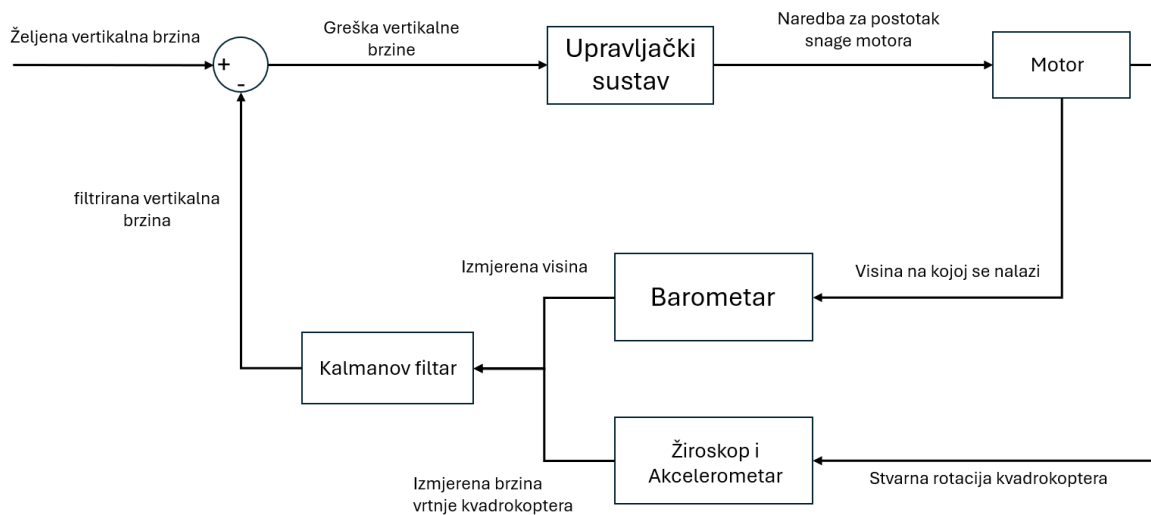 Željena vertikalna brzina
+
-
Greška vertikalne
brzine
Upravljački
sustav
Naredba za postotak
snage motora
Motor
filtrirana vertikalna
brzina
Izmjerena visina
Barometar
Visina na kojoj se nalazi
Kalmanov filtar
Izmjerena brzina
vrtnje kvadrokoptera
Žiroskop i
Akcelerometar
Stvarna rotacija kvadrokoptera